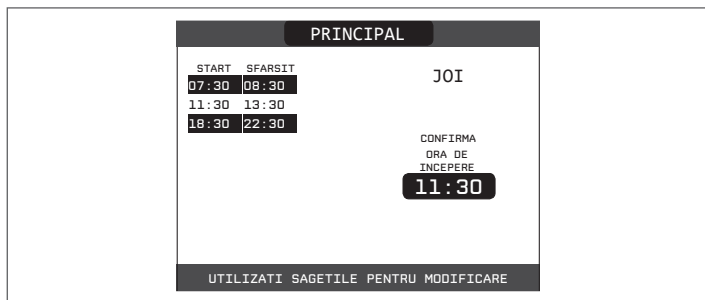 PRINCIPAL
START SFARSIT
07:30 08:30
11:30 13:30
18:30 22:30
JOI
CONFIRMA
ORA DE
INCEPERE
11:30
UTILIZATI SAGETILE PENTRU MODIFICARE